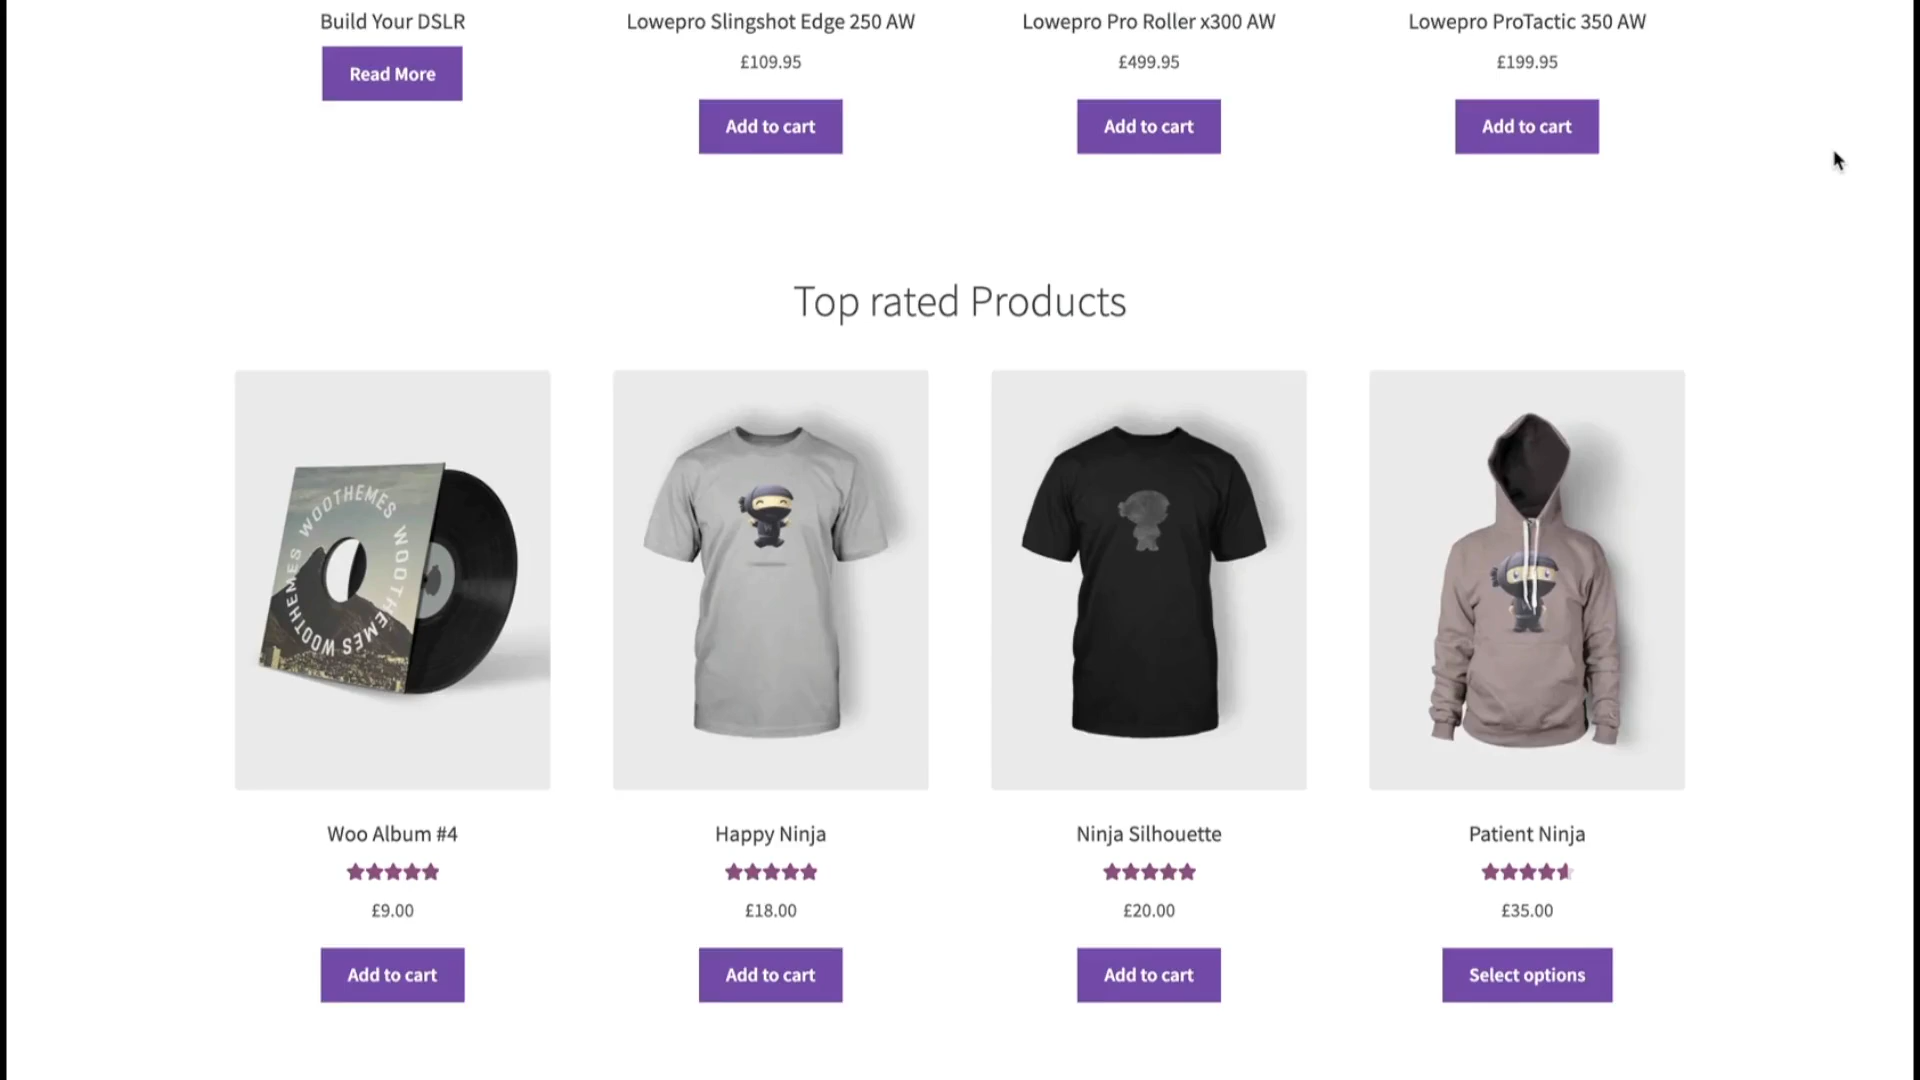 Build Your DSLR
Lowepro Slingshot Edge 250 AW
Lowepro Pro Roller x300 AW
Lowepro ProTactic 350 AW
£109.95
£499.95
£199.95
Read More
Add to cart
Add to cart
Add to cart
Top rated Products
WOOTHEMES WOOTHEMES WOOTHEMES
Woo Album #4
Happy Ninja
Ninja Silhouette
Patient Ninja
£9.00
£18.00
£20.00
£35.00
Add to cart
Add to cart
Add to cart
Select options